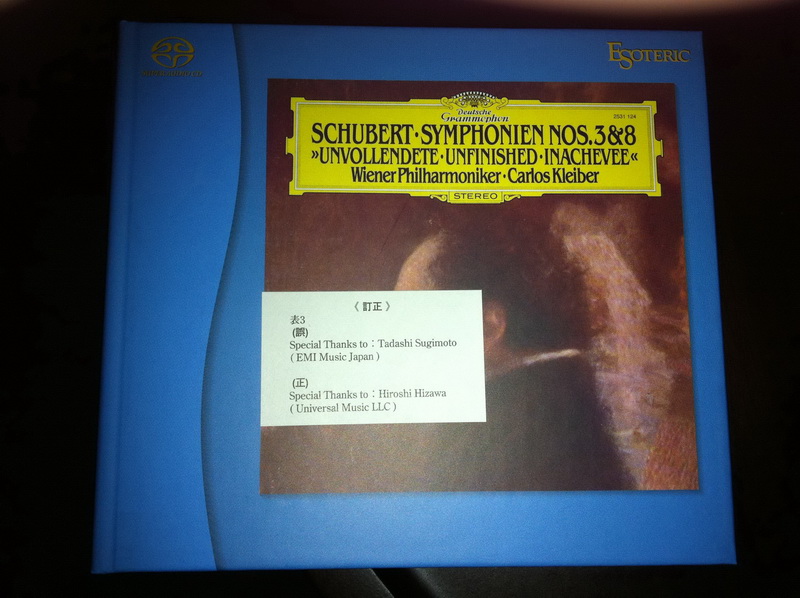 ESOTERIC
Deutsche
Grammophon
2531 124
SCHUBERT·SYMPHONIEN NOS.3&8
»UNVOLLENDETE·UNFINISHED·INACHEVEE«
Wiener Philharmoniker·Carlos Kleiber
STEREO
《 訂正 》
表3
(誤)
Special Thanks to：Tadashi Sugimoto
( EMI Music Japan )
(正)
Special Thanks to：Hiroshi Hizawa
( Universal Music LLC )